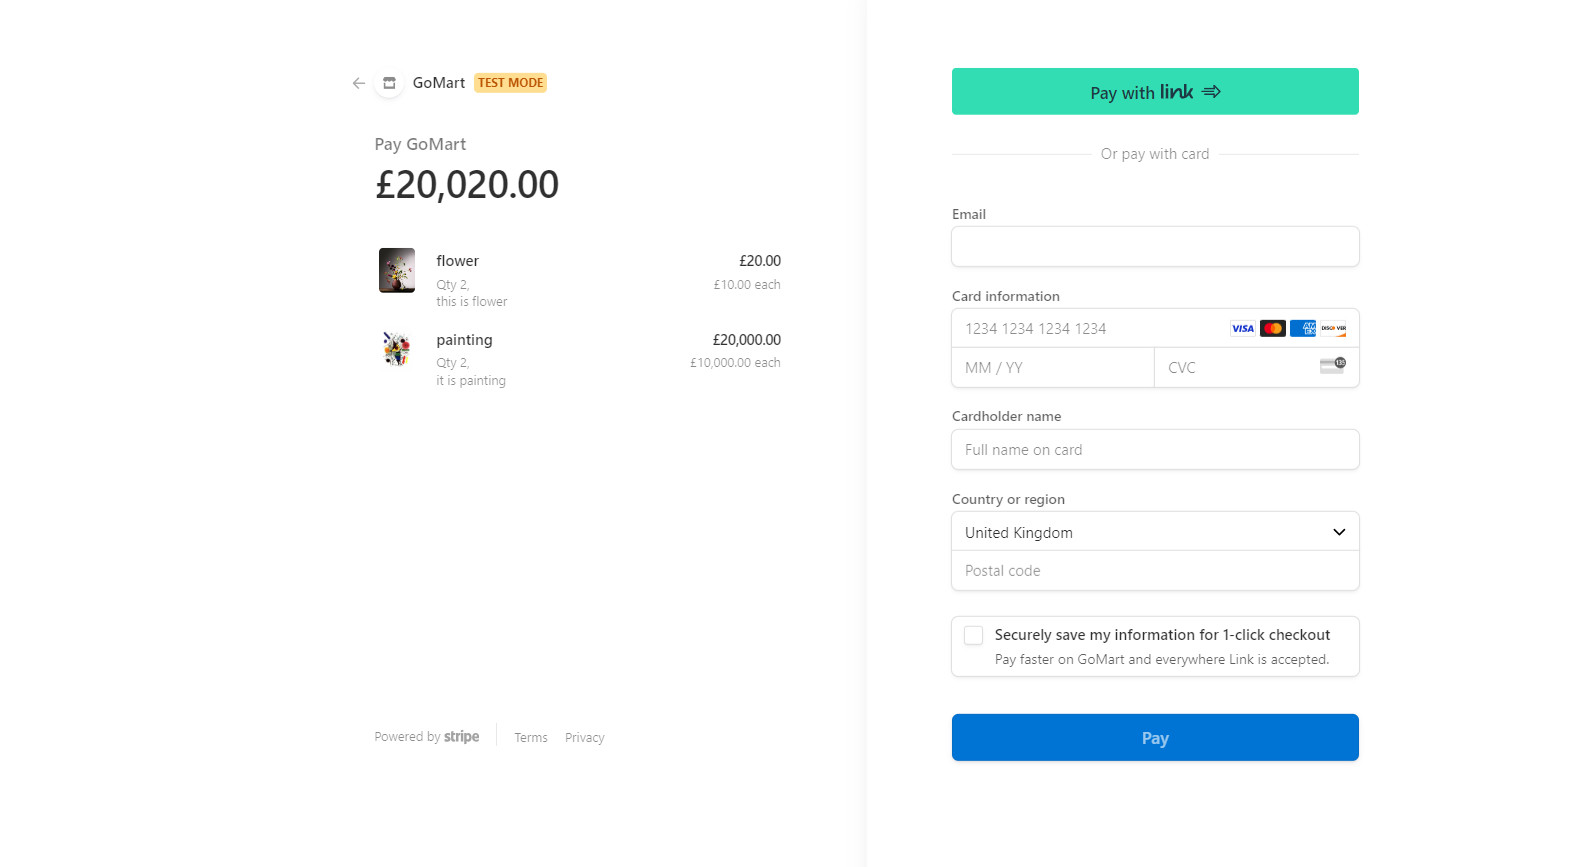 GoMart TEST MODE
Pay GoMart
£20,020.00
flower £20.00
Qty 2, £10.00 each
this is flower
painting £20,000.00
Qty 2, £10,000.00 each
it is painting
Powered by stripe Terms Privacy
Pay with link
Or pay with card
Email
Card information
1234 1234 1234 1234 VISA AMEX DISCOVER
MM / YY CVC 135
Cardholder name
Full name on card
Country or region
United Kingdom
Postal code
Securely save my information for 1-click checkout
Pay faster on GoMart and everywhere Link is accepted.
Pay